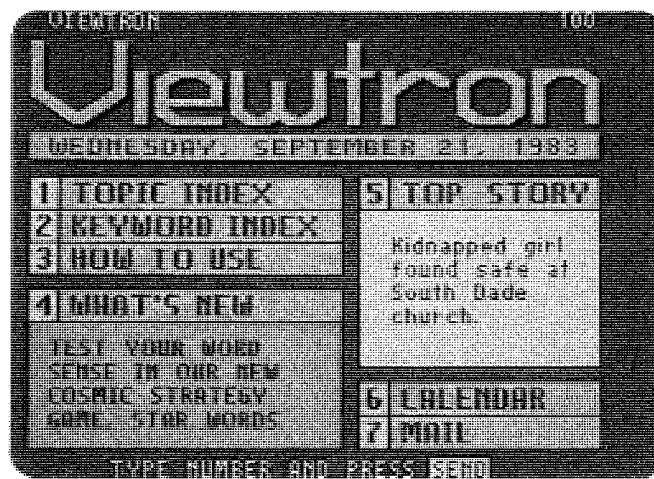 VIEWTRON 100
Viewtron
WEDNESDAY, SEPTEMBER 21, 1983
1 TOPIC INDEX
2 KEYWORD INDEX
3 HOW TO USE
4 WHAT'S NEW
TEST YOUR WORD
SENSE IN OUR NEW
COSMIC STRATEGY
GAME, STAR WORDS
5 TOP STORY
Kidnapped girl
found safe at
South Dade
church.
6 CALENDAR
7 MAIL
TYPE NUMBER AND PRESS SEND